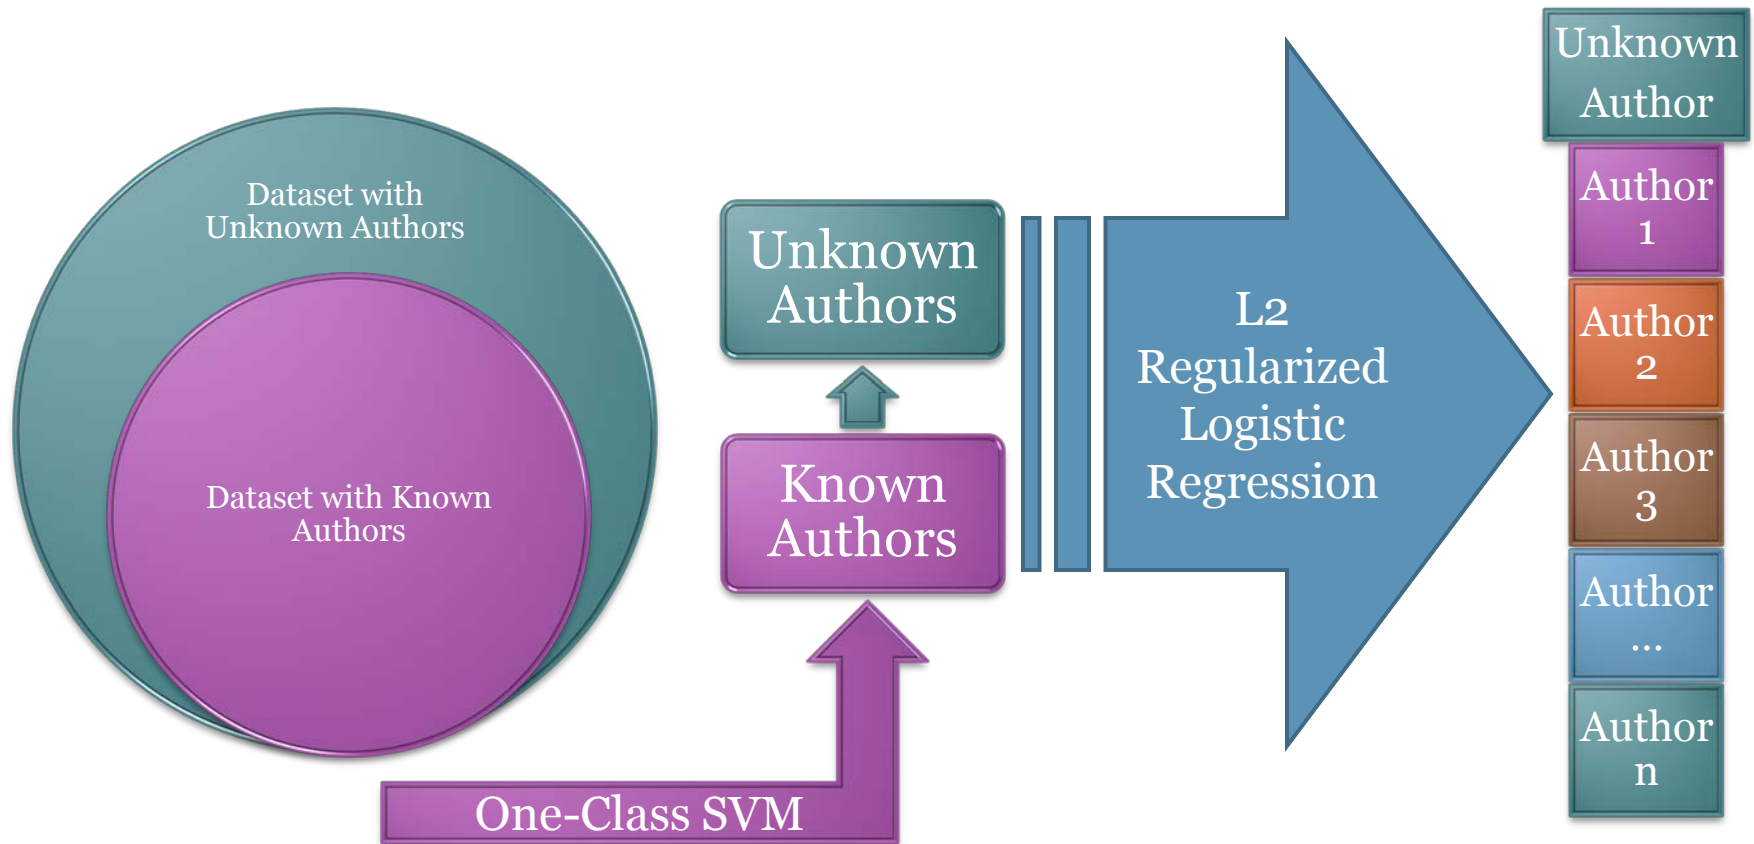 Dataset with
Unknown Authors
Dataset with Known
Authors
Unknown
Authors
Known
Authors
One-Class SVM
L2
Regularized
Logistic
Regression
Unknown
Author
Author
1
Author
2
Author
3
Author
...
Author
n